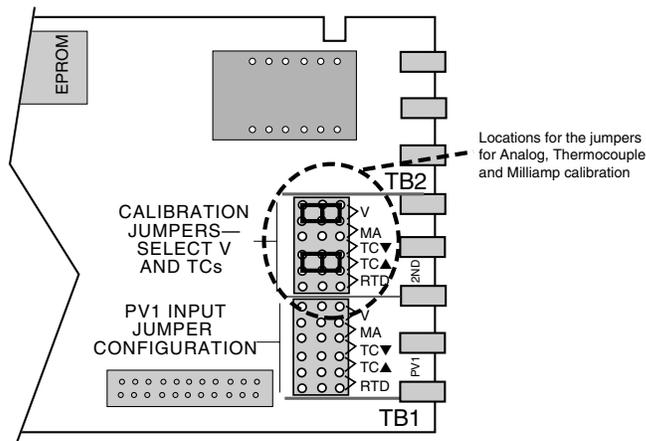 EPROM
Locations for the jumpers
for Analog, Thermocouple
and Milliamp calibration
TB2
CALIBRATION
JUMPERS—
SELECT V
AND TCs
V
MA
TC▼
TC▲
RTD
2ND
PV1 INPUT
JUMPER
CONFIGURATION
V
MA
TC▼
TC▲
RTD
PV1
TB1